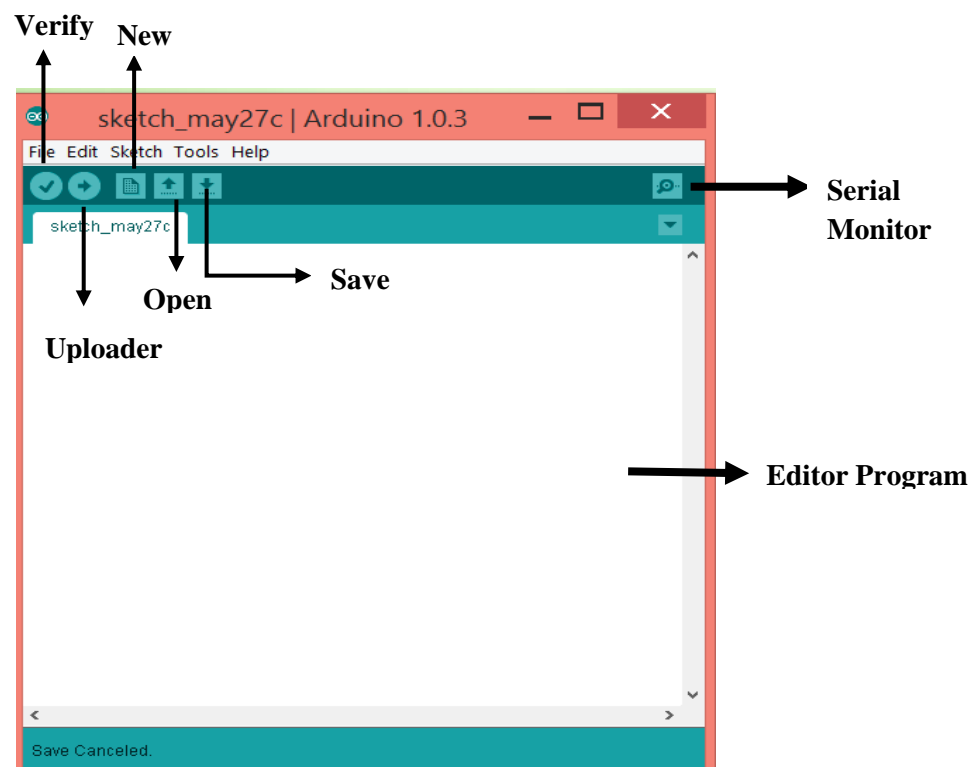 Verify
New
sketch_may27c | Arduino 1.0.3
File Edit Sketch Tools Help
sketch_may27c
Serial
Monitor
Save
Open
Uploader
Editor Program
Save Canceled.